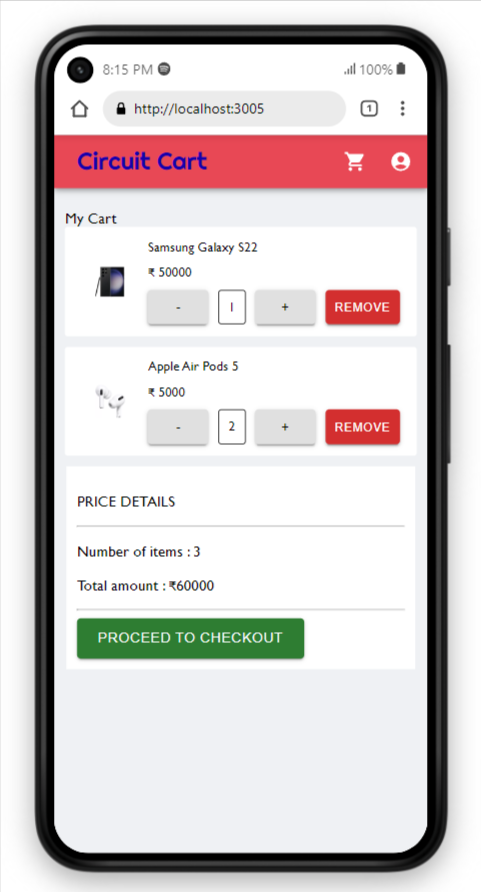 8:15 PM 100%
http://localhost:3005 1
Circuit Cart
My Cart
Samsung Galaxy S22
₹ 50000
- 1 + REMOVE
Apple Air Pods 5
₹ 5000
- 2 + REMOVE
PRICE DETAILS
Number of items : 3
Total amount : ₹60000
PROCEED TO CHECKOUT